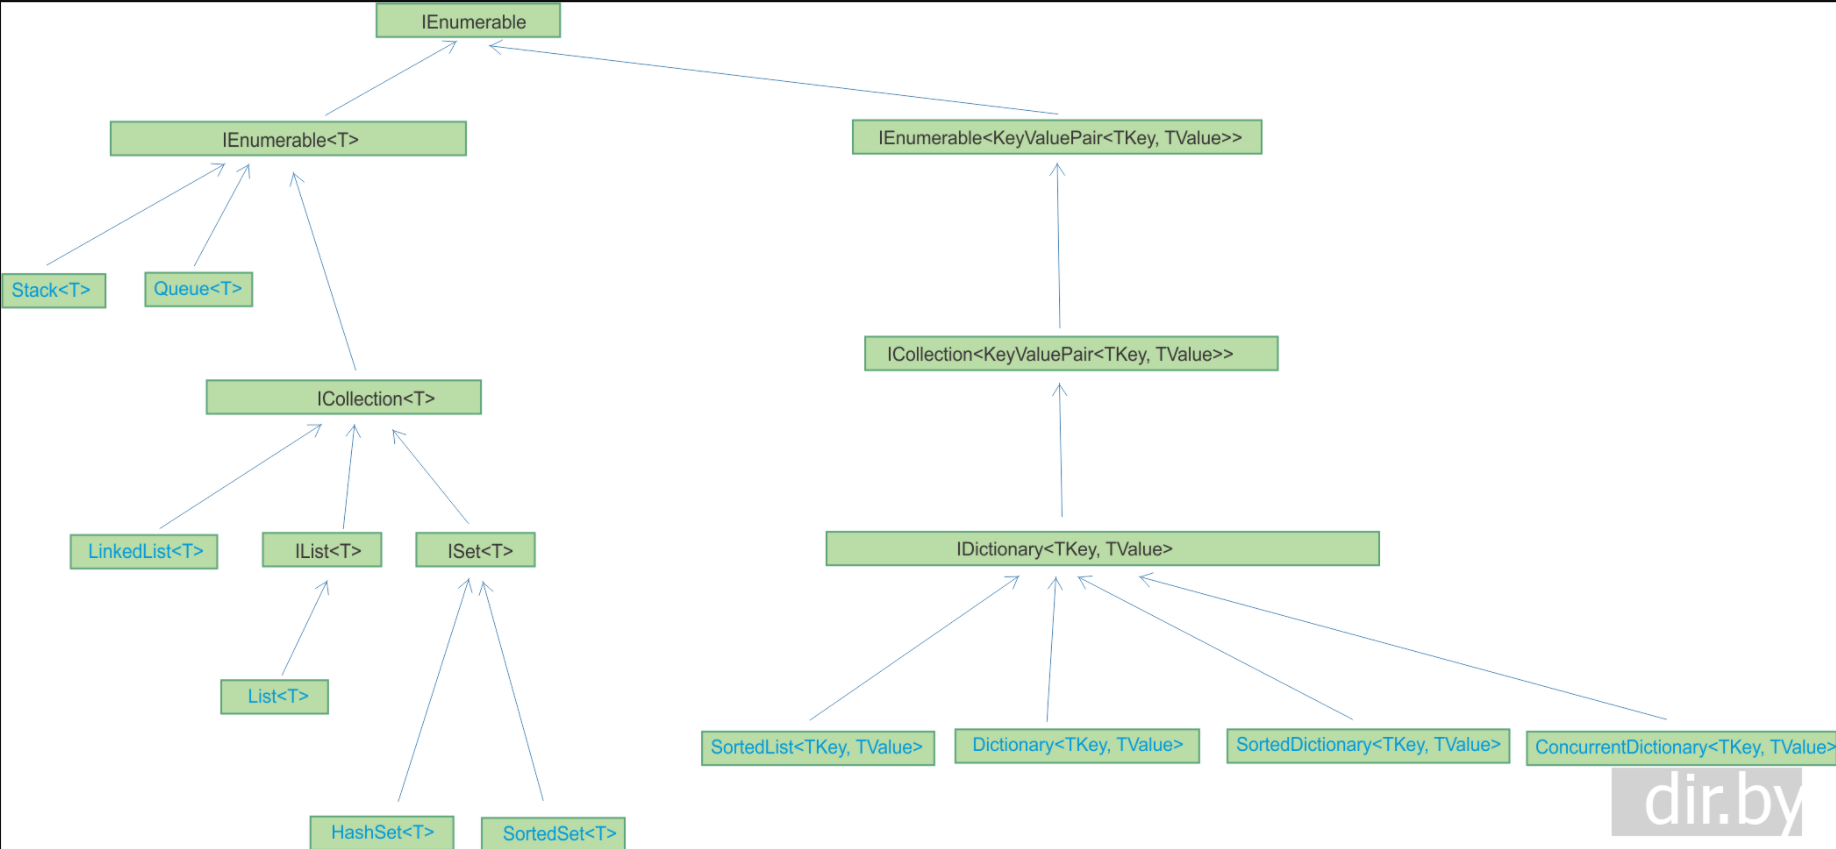 IEnumerable
IEnumerable<T>
IEnumerable<KeyValuePair<TKey, TValue>>
Stack<T>
Queue<T>
ICollection<KeyValuePair<TKey, TValue>>
ICollection<T>
LinkedList<T>
IList<T>
ISet<T>
IDictionary<TKey, TValue>
List<T>
SortedList<TKey, TValue>
Dictionary<TKey, TValue>
SortedDictionary<TKey, TValue>
ConcurrentDictionary<TKey, TValue>
dir.by
HashSet<T>
SortedSet<T>